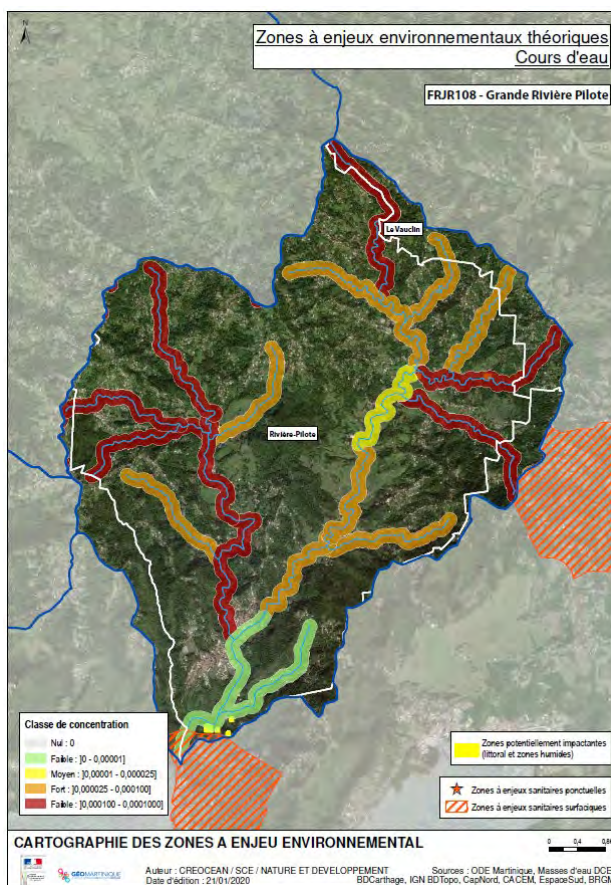 N
Zones à enjeux environnementaux théoriques
Cours d'eau
FRJR108 - Grande Rivière Pilote
Le Vauclin
Rivière-Pilote
Classe de concentration
Nul : 0
Faible : ]0 - 0,00001]
Moyen : ]0,00001 - 0,000025]
Fort : ]0,000025 - 0,000100]
Faible : ]0,000100 - 0,0001000]
Zones potentiellement impactantes
(littoral et zones humides)
Zones à enjeux sanitaires ponctuelles
Zones à enjeux sanitaires surfaciques
CARTOGRAPHIE DES ZONES A ENJEU ENVIRONNEMENTAL
0 0,4
GÉOMARTINIQUE
Auteur : CREOCEAN / SCE / NATURE ET DEVELOPPEMENT
Date d'édition : 21/01/2020
Sources : ODE Martinique, Masses d'eau DCE
BDCarthage, IGN BDTopo, CapNord, CACEM, EspaceSud, BRGM